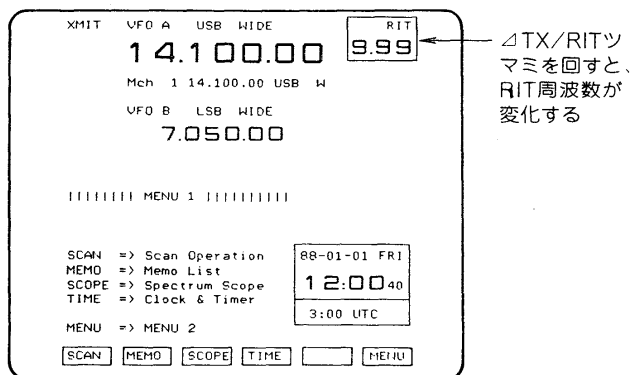 XMIT VFO A USB WIDE RIT
14.100.00 9.99
Mch 1 14.100.00 USB W
VFO B LSB WIDE
7.050.00
MENU 1
SCAN => Scan Operation
MEMO => Memo List
SCOPE => Spectrum Scope
TIME => Clock & Timer
MENU => MENU 2
88-01-01 FRI
12:00 40
3:00 UTC
SCAN MEMO SCOPE TIME MENU
⊿TX/RITツ
マミを回すと、
RIT周波数が
変化する